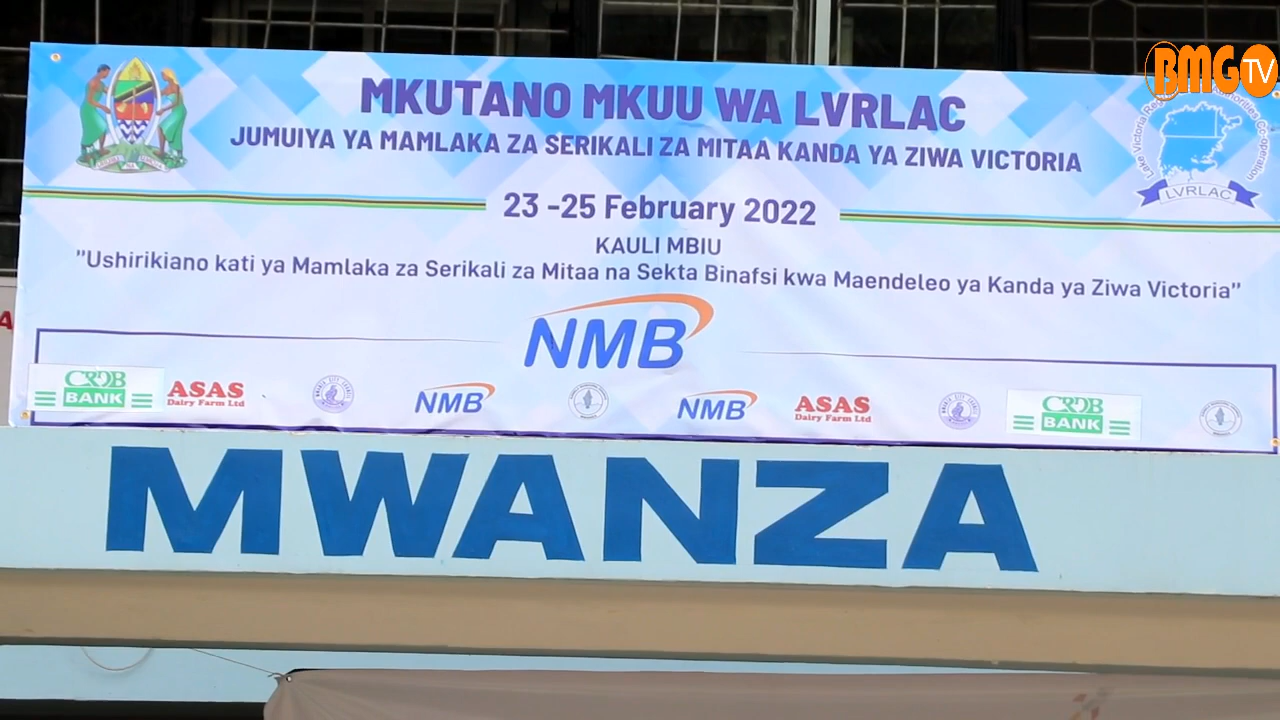 BMG TV
MKUTANO MKUU WA LVRLAC
JUMUIYA YA MAMLAKA ZA SERIKALI ZA MITAA KANDA YA ZIWA VICTORIA
LVRLAC
23 -25 February 2022
KAULI MBIU
"Ushirikiano kati ya Mamlaka za Serikali za Mitaa na Sekta Binafsi kwa Maendeleo ya Kanda ya Ziwa Victoria"
NMB
CRDB BANK ASAS Dairy Farm Ltd NMB NMB ASAS Dairy Farm Ltd CRDB BANK
A
MWANZA